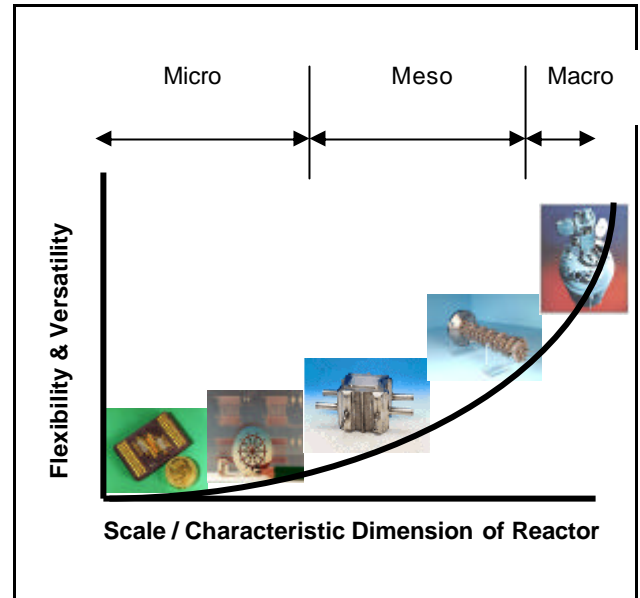 Micro Meso Macro
Flexibility & Versatility
Scale / Characteristic Dimension of Reactor